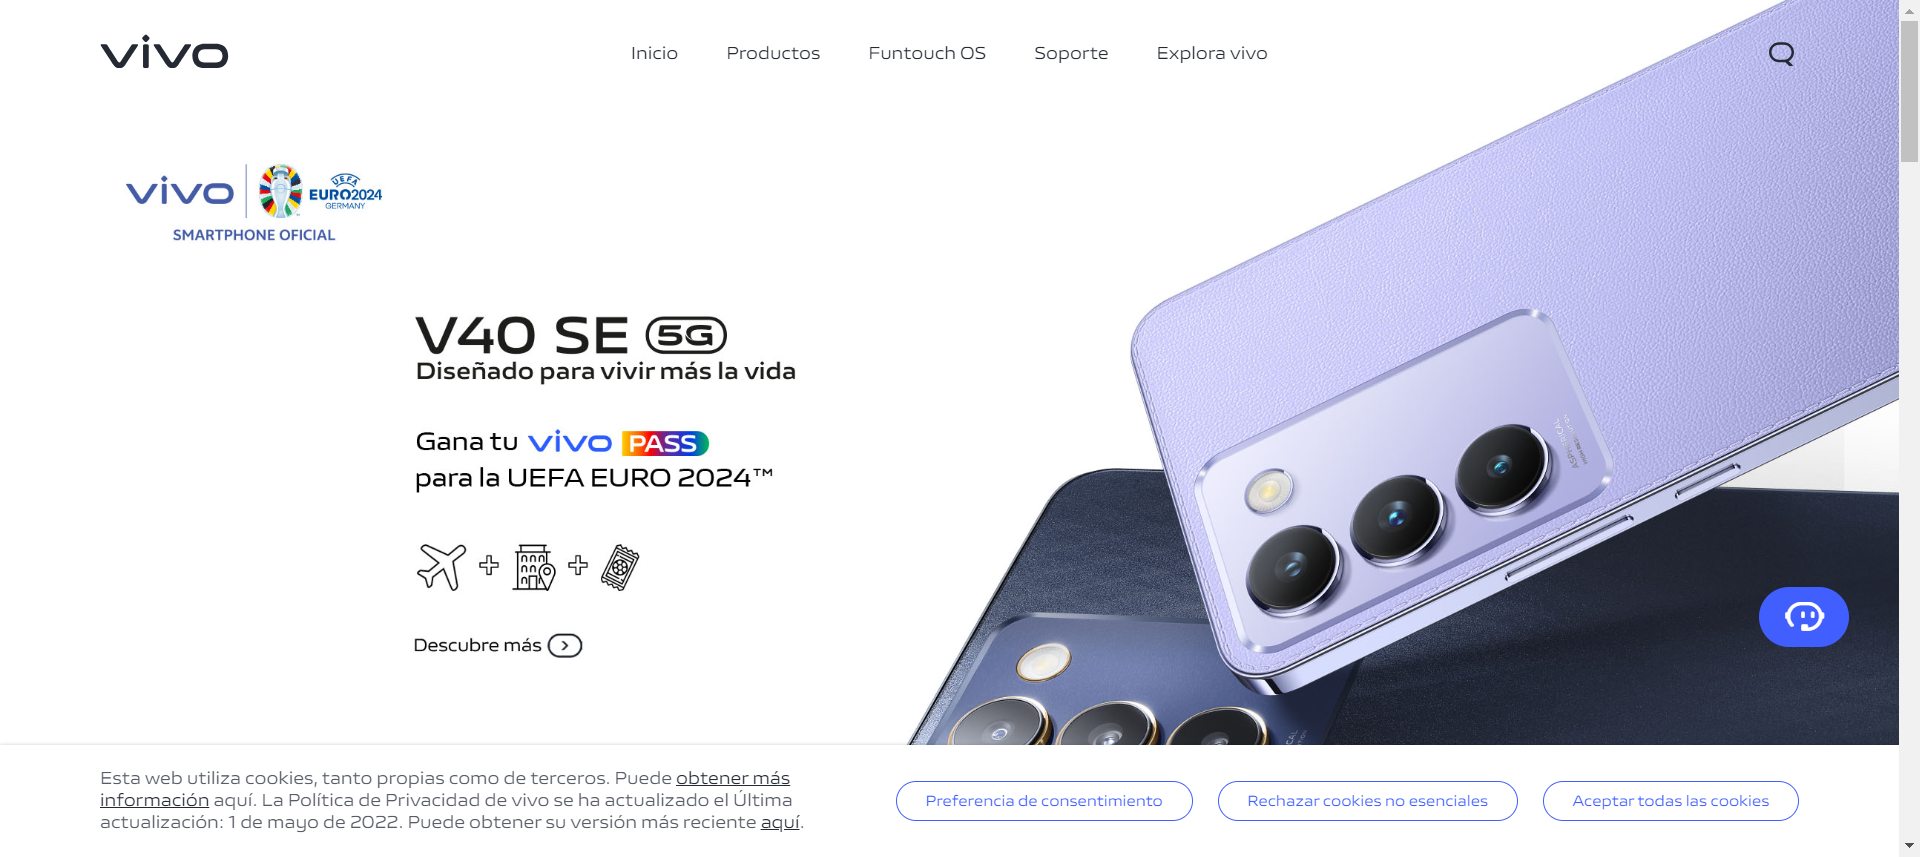 vivo
Inicio
Productos
Funtouch OS
Soporte
Explora vivo
vivo
UEFA
EURO2024
GERMANY
SMARTPHONE OFICIAL
V40 SE 5G
Diseñado para vivir más la vida
Gana tu vivo PASS
para la UEFA EURO 2024™
Descubre más
ASPHERICAL
Esta web utiliza cookies, tanto propias como de terceros. Puede obtener más
información aquí. La Política de Privacidad de vivo se ha actualizado el Última
actualización: 1 de mayo de 2022. Puede obtener su versión más reciente aquí.
Preferencia de consentimiento
Rechazar cookies no esenciales
Aceptar todas las cookies